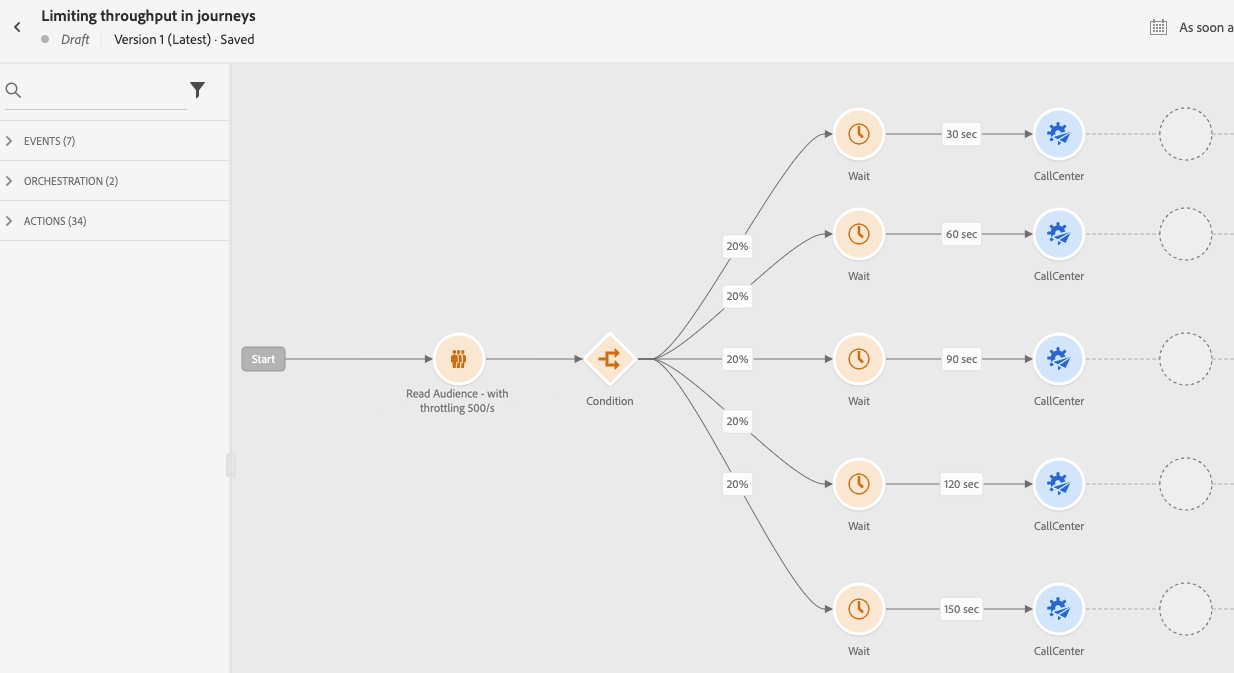 Limiting throughput in journeys
Draft
Version 1 (Latest) · Saved
As soon a
EVENTS (7)
ORCHESTRATION (2)
ACTIONS (34)
Start
Read Audience - with
throttling 500/s
Condition
20%
20%
20%
20%
20%
Wait
30 sec
CallCenter
Wait
60 sec
CallCenter
Wait
90 sec
CallCenter
Wait
120 sec
CallCenter
Wait
150 sec
CallCenter